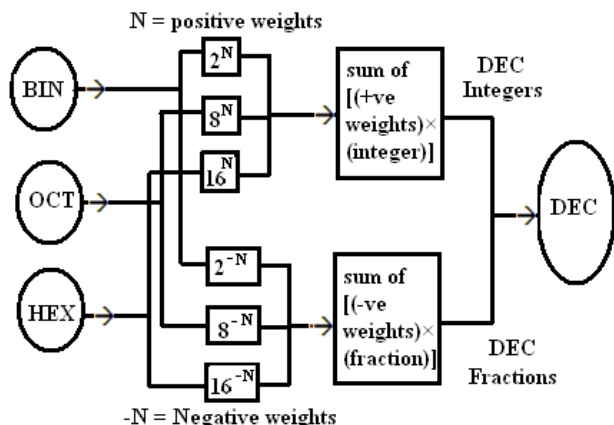 N = positive weights
BIN
OCT
HEX
2^N
8^N
16^N
2^-N
8^-N
16^-N
sum of
[(+ve
weights)×
(integer)]
DEC
Integers
sum of
[(-ve
weights)×
(fraction)]
DEC
Fractions
DEC
-N = Negative weights